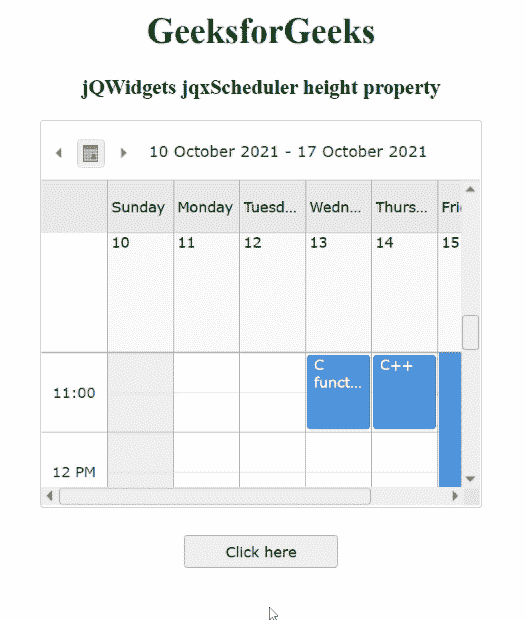 GeeksforGeeks
jQWidgets jqxScheduler height property
10 October 2021 - 17 October 2021
Sunday Monday Tuesd... Wedn... Thurs... Fri
10 11 12 13 14 15
C
funct...
C++
11:00
12 PM
Click here